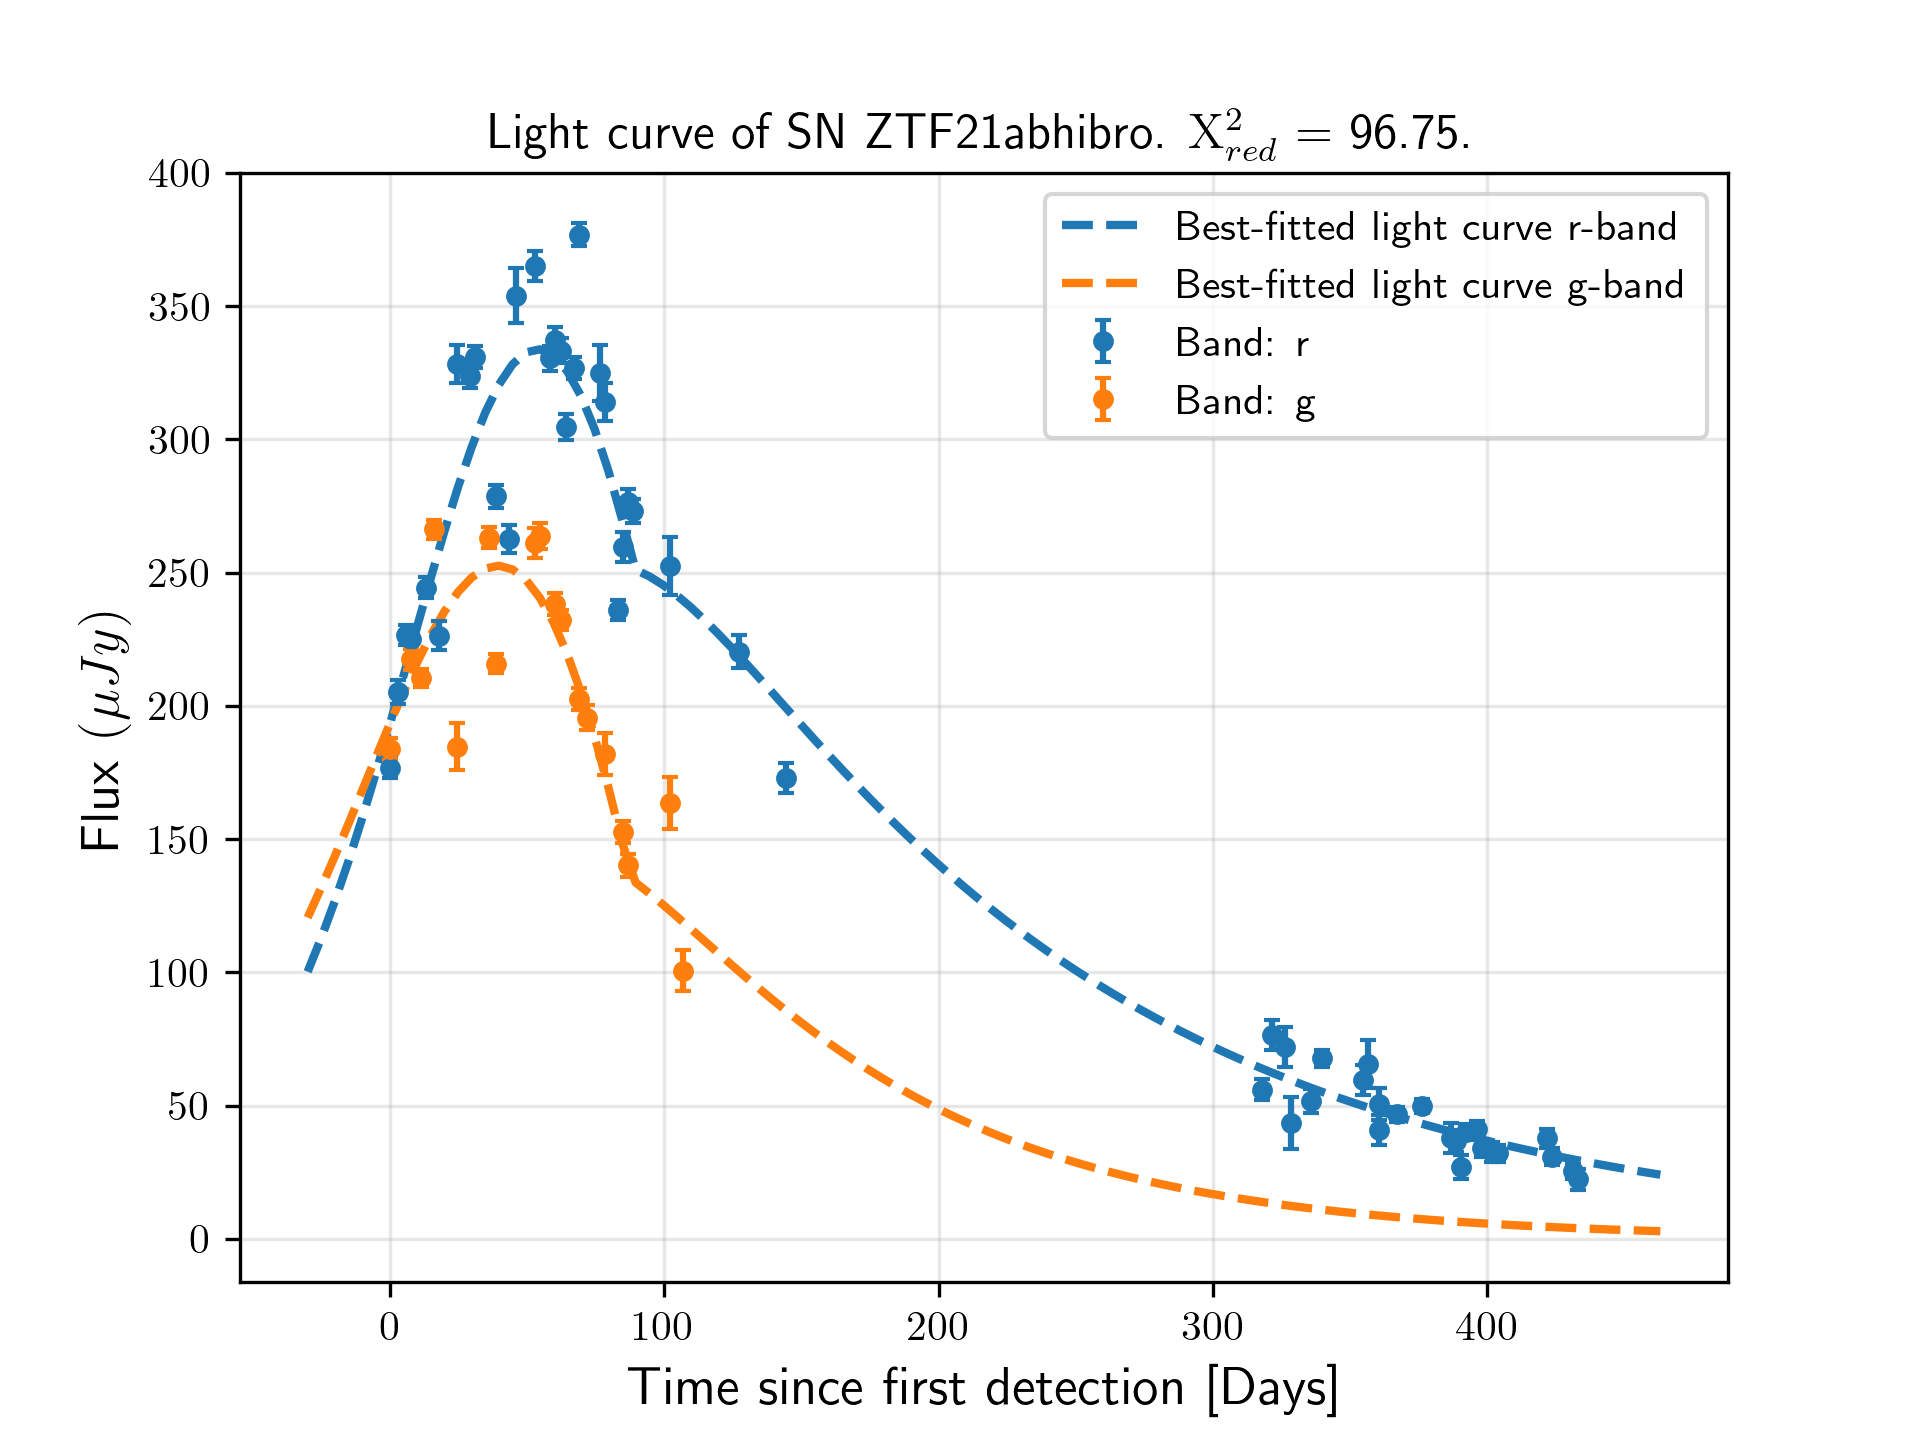 Light curve of SN ZTF21abhibro. X²_red = 96.75.
400
350
300
250
200
150
100
50
0
Flux (μJy)
Best-fitted light curve r-band
Best-fitted light curve g-band
Band: r
Band: g
0 100 200 300 400
Time since first detection [Days]